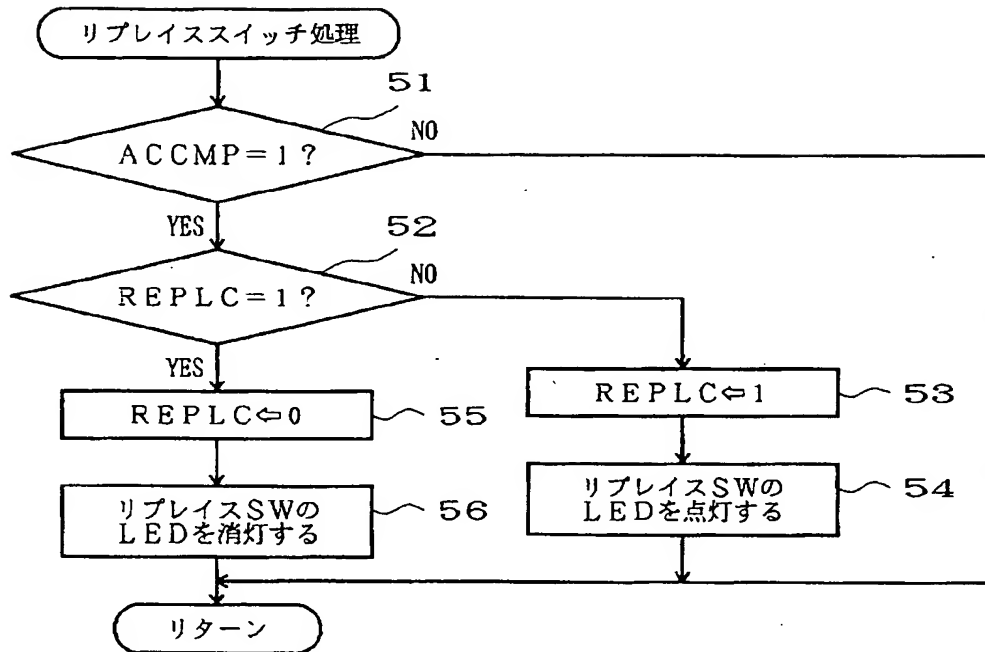 リプレイススイッチ処理
51
ACCMP=1?
NO
YES
52
REPLC=1?
NO
YES
REPLC⇦0
55
REPLC⇦1
53
リプレイスSWの
LEDを消灯する
56
リプレイスSWの
LEDを点灯する
54
リターン